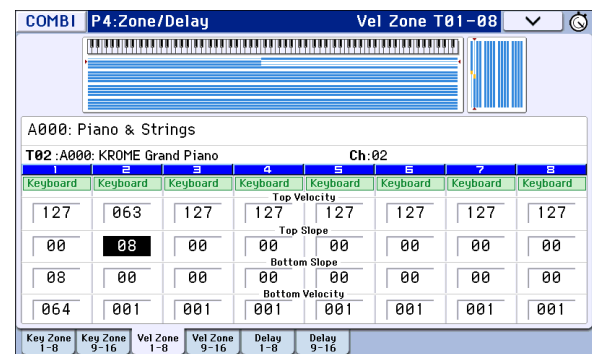 COMBI P4:Zone/Delay Vel Zone T01-08
A000: Piano & Strings
T02 :A000: KROME Grand Piano Ch:02
1 2 3 4 5 6 7 8
Keyboard Keyboard Keyboard Keyboard Keyboard Keyboard Keyboard Keyboard
Top Velocity
127 063 127 127 127 127 127 127
Top Slope
00 08 00 00 00 00 00 00
Bottom Slope
08 00 00 00 00 00 00 00
Bottom Velocity
064 001 001 001 001 001 001 001
Key Zone Key Zone Vel Zone Vel Zone Delay Delay
1-8 9-16 1-8 9-16 1-8 9-16